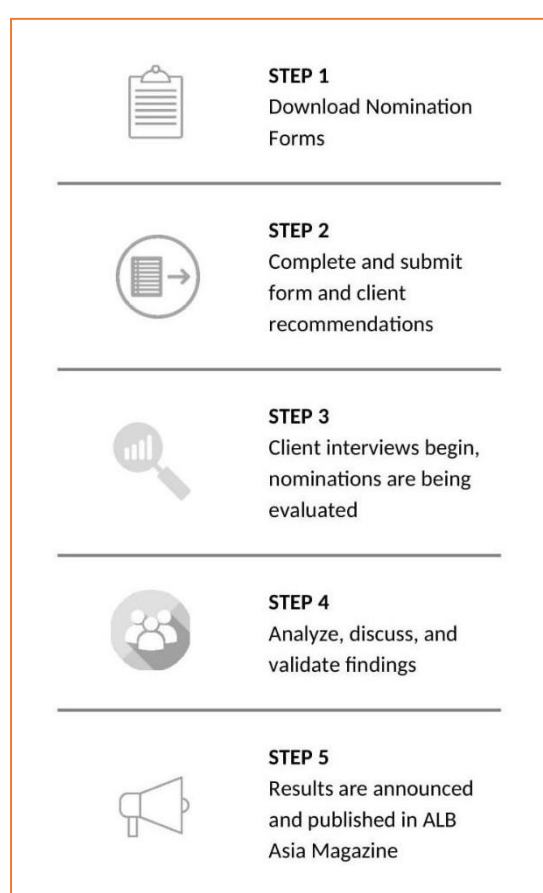 STEP 1
Download Nomination
Forms
STEP 2
Complete and submit
form and client
recommendations
STEP 3
Client interviews begin,
nominations are being
evaluated
STEP 4
Analyze, discuss, and
validate findings
STEP 5
Results are announced
and published in ALB
Asia Magazine